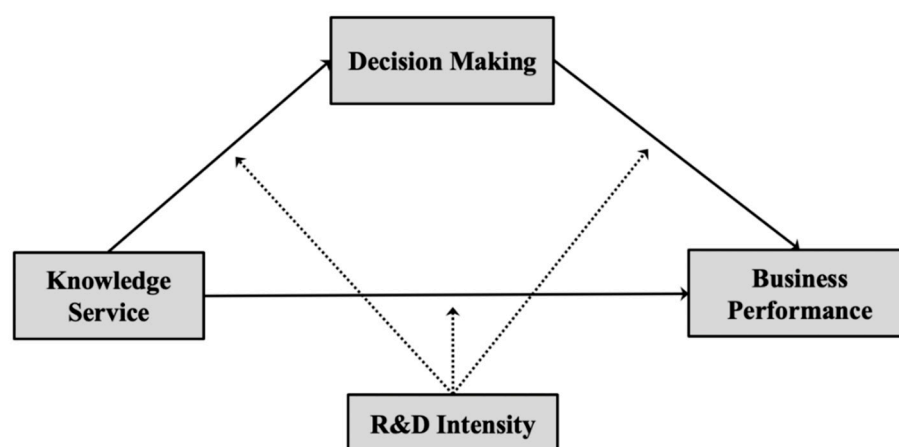 Decision Making
Knowledge
Service
Business
Performance
R&D Intensity